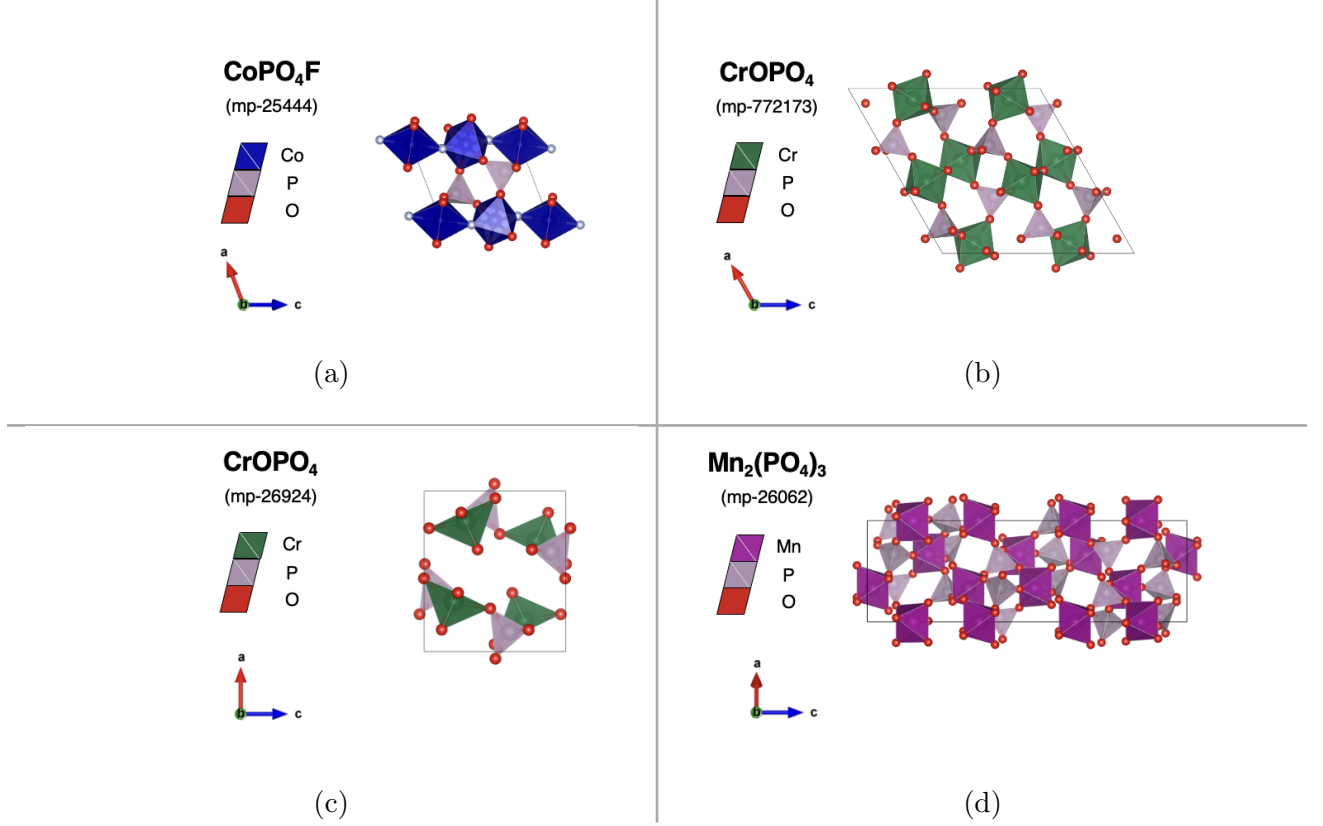 CoPO₄F
(mp-25444)
Co
P
O
a
b
c
(a)
CrOPO₄
(mp-772173)
Cr
P
O
a
b
c
(b)
CrOPO₄
(mp-26924)
Cr
P
O
a
b
c
(c)
Mn₂(PO₄)₃
(mp-26062)
Mn
P
O
a
b
c
(d)